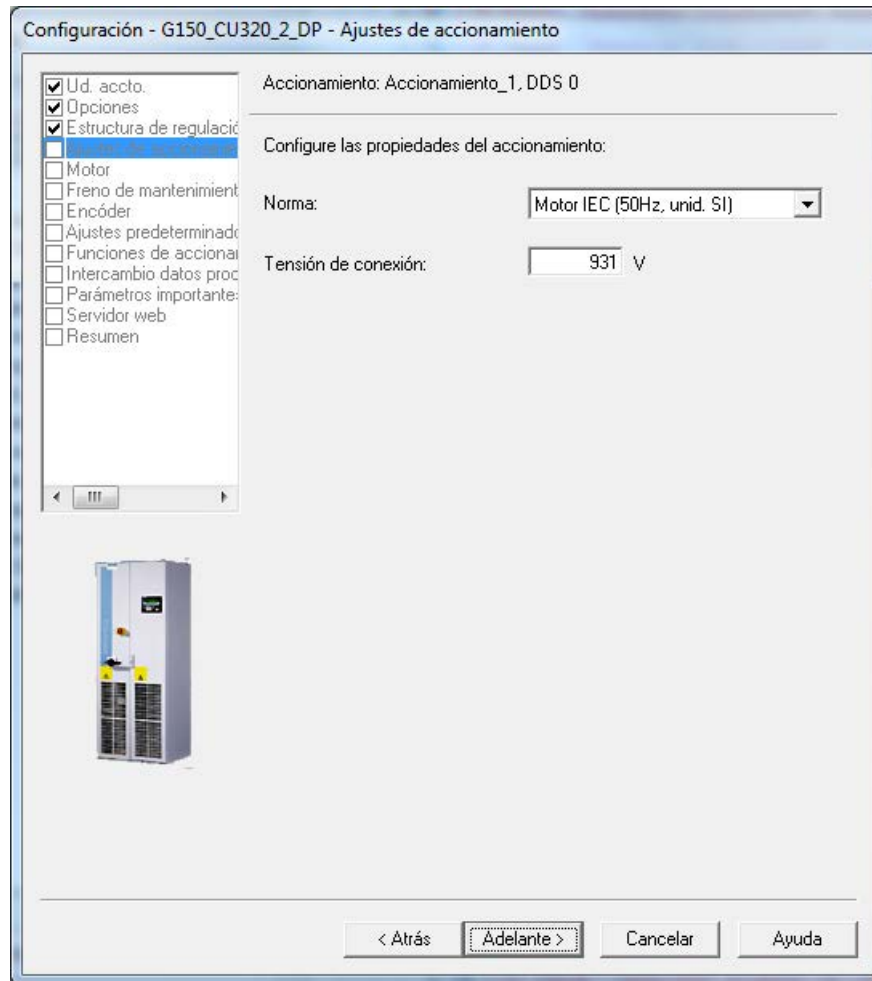 Configuración - G150_CU320_2_DP - Ajustes de accionamiento
Ud. accto.
Opciones
Estructura de regulació
Motor
Freno de mantenimient
Encóder
Ajustes predeterminado
Funciones de accionar
Intercambio datos proc
Parámetros importante:
Servidor web
Resumen
Accionamiento: Accionamiento_1, DDS 0
Configure las propiedades del accionamiento:
Norma:
Motor IEC (50Hz, unid. SI)
Tensión de conexión:
931 V
< Atrás
Adelante >
Cancelar
Ayuda